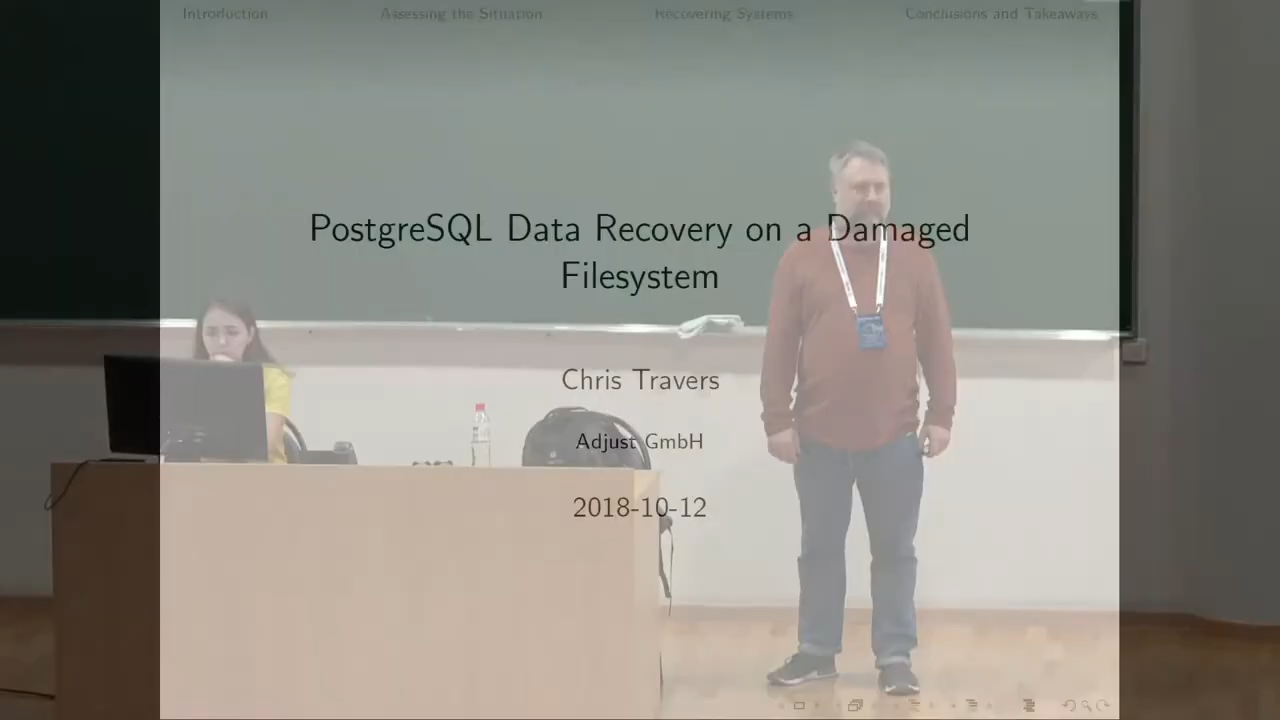 Introduction
Assessing the Situation
Recovering Systems
Conclusions and Takeaways
PostgreSQL Data Recovery on a Damaged
Filesystem
Chris Travers
Adjust GmbH
2018-10-12